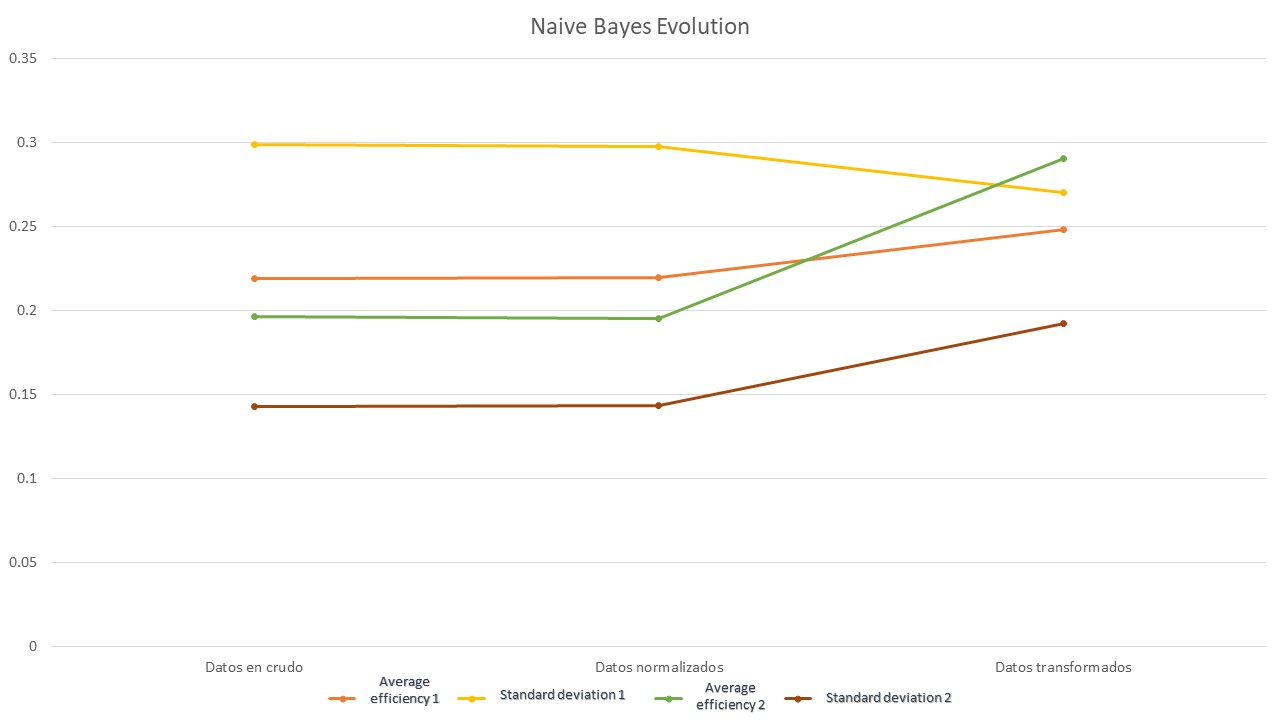 Naive Bayes Evolution
0.35
0.3
0.25
0.2
0.15
0.1
0.05
0
Datos en crudo
Datos normalizados
Datos transformados
Average
efficiency 1
Standard deviation 1
Average
efficiency 2
Standard deviation 2